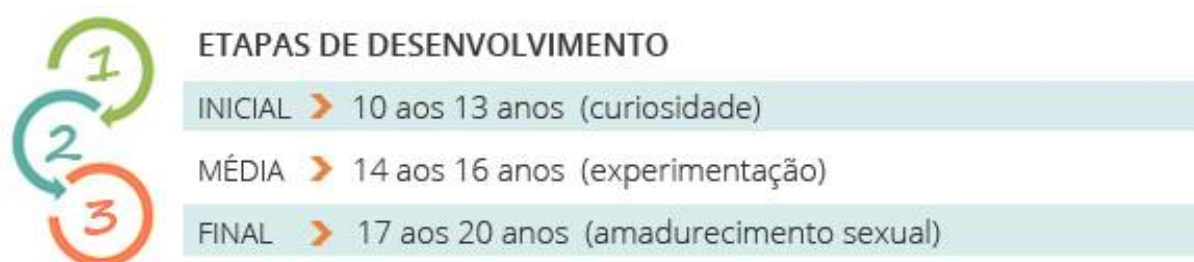 1
ETAPAS DE DESENVOLVIMENTO
INICIAL > 10 aos 13 anos (curiosidade)
2
MÉDIA > 14 aos 16 anos (experimentação)
3
FINAL > 17 aos 20 anos (amadurecimento sexual)